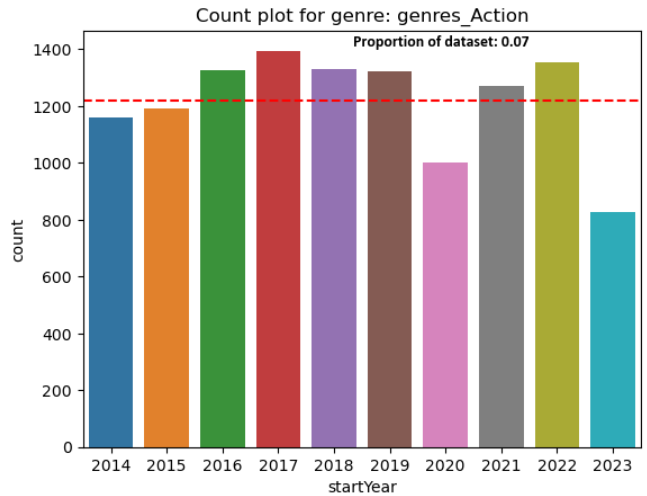 Count plot for genre: genres_Action
Proportion of dataset: 0.07
1400
1200
1000
800
600
400
200
0
count
2014 2015 2016 2017 2018 2019 2020 2021 2022 2023
startYear